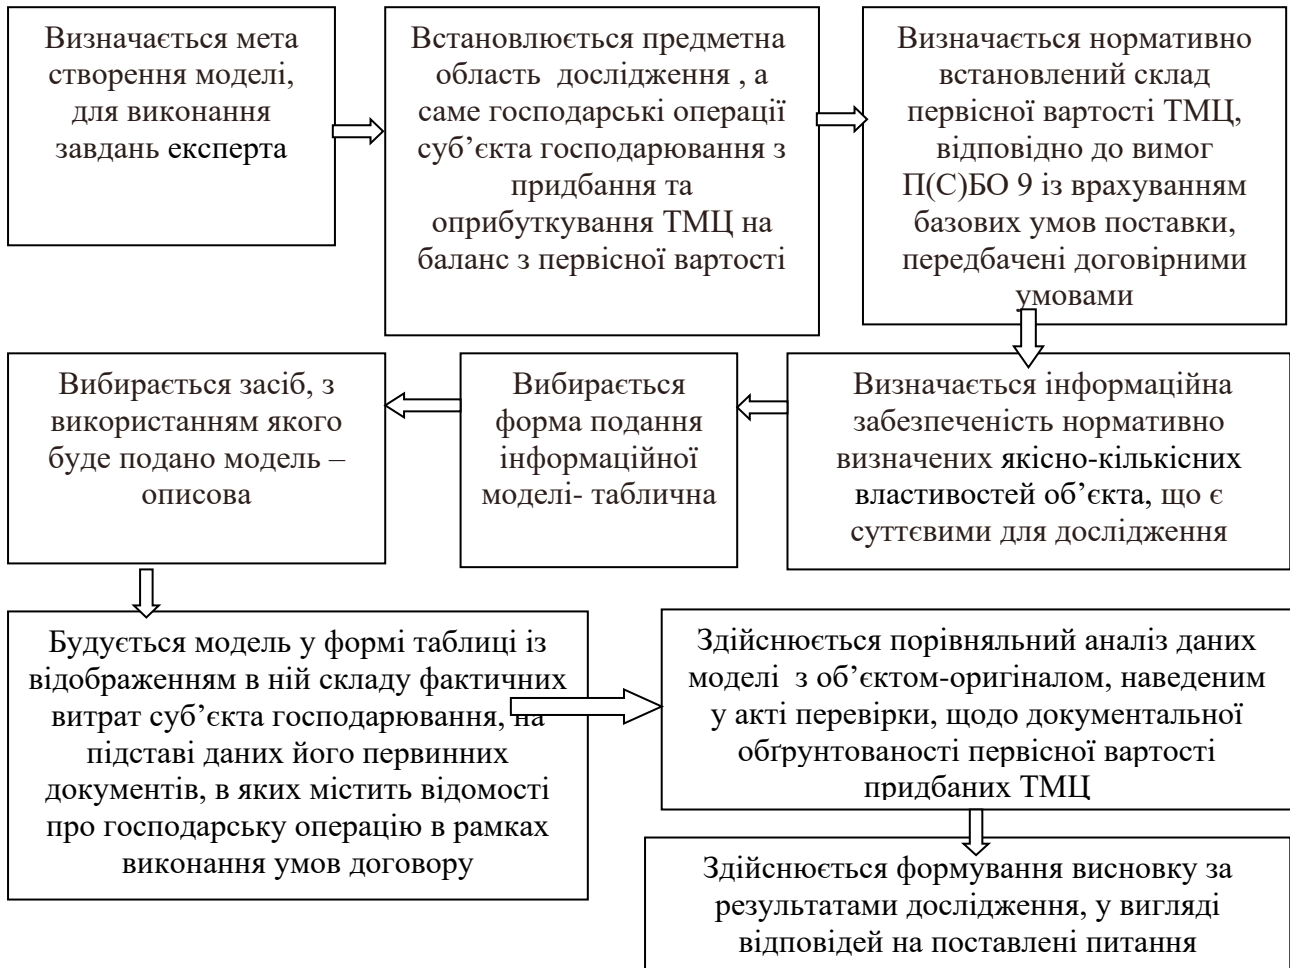 Визначається мета
створення моделі,
для виконання
завдань експерта
Встановлюється предметна
область дослідження , а
саме господарські операції
суб’єкта господарювання з
придбання та
оприбуткування ТМЦ на
баланс з первісної вартості
Визначається нормативно
встановлений склад
первісної вартості ТМЦ,
відповідно до вимог
П(С)БО 9 із врахуванням
базових умов поставки,
передбачені договірними
умовами
Визначається інформаційна
забезпеченість нормативно
визначених якісно-кількісних
властивостей об’єкта, що є
суттєвими для дослідження
Вибирається
форма подання
інформаційної
моделі- таблична
Вибирається засіб, з
використанням якого
буде подано модель –
описова
Будується модель у формі таблиці із
відображенням в ній складу фактичних
витрат суб’єкта господарювання, на
підставі даних його первинних
документів, в яких містить відомості
про господарську операцію в рамках
виконання умов договору
Здійснюється порівняльний аналіз даних
моделі з об’єктом-оригіналом, наведеним
у акті перевірки, щодо документальної
обґрунтованості первісної вартості
придбаних ТМЦ
Здійснюється формування висновку за
результатами дослідження, у вигляді
відповідей на поставлені питання